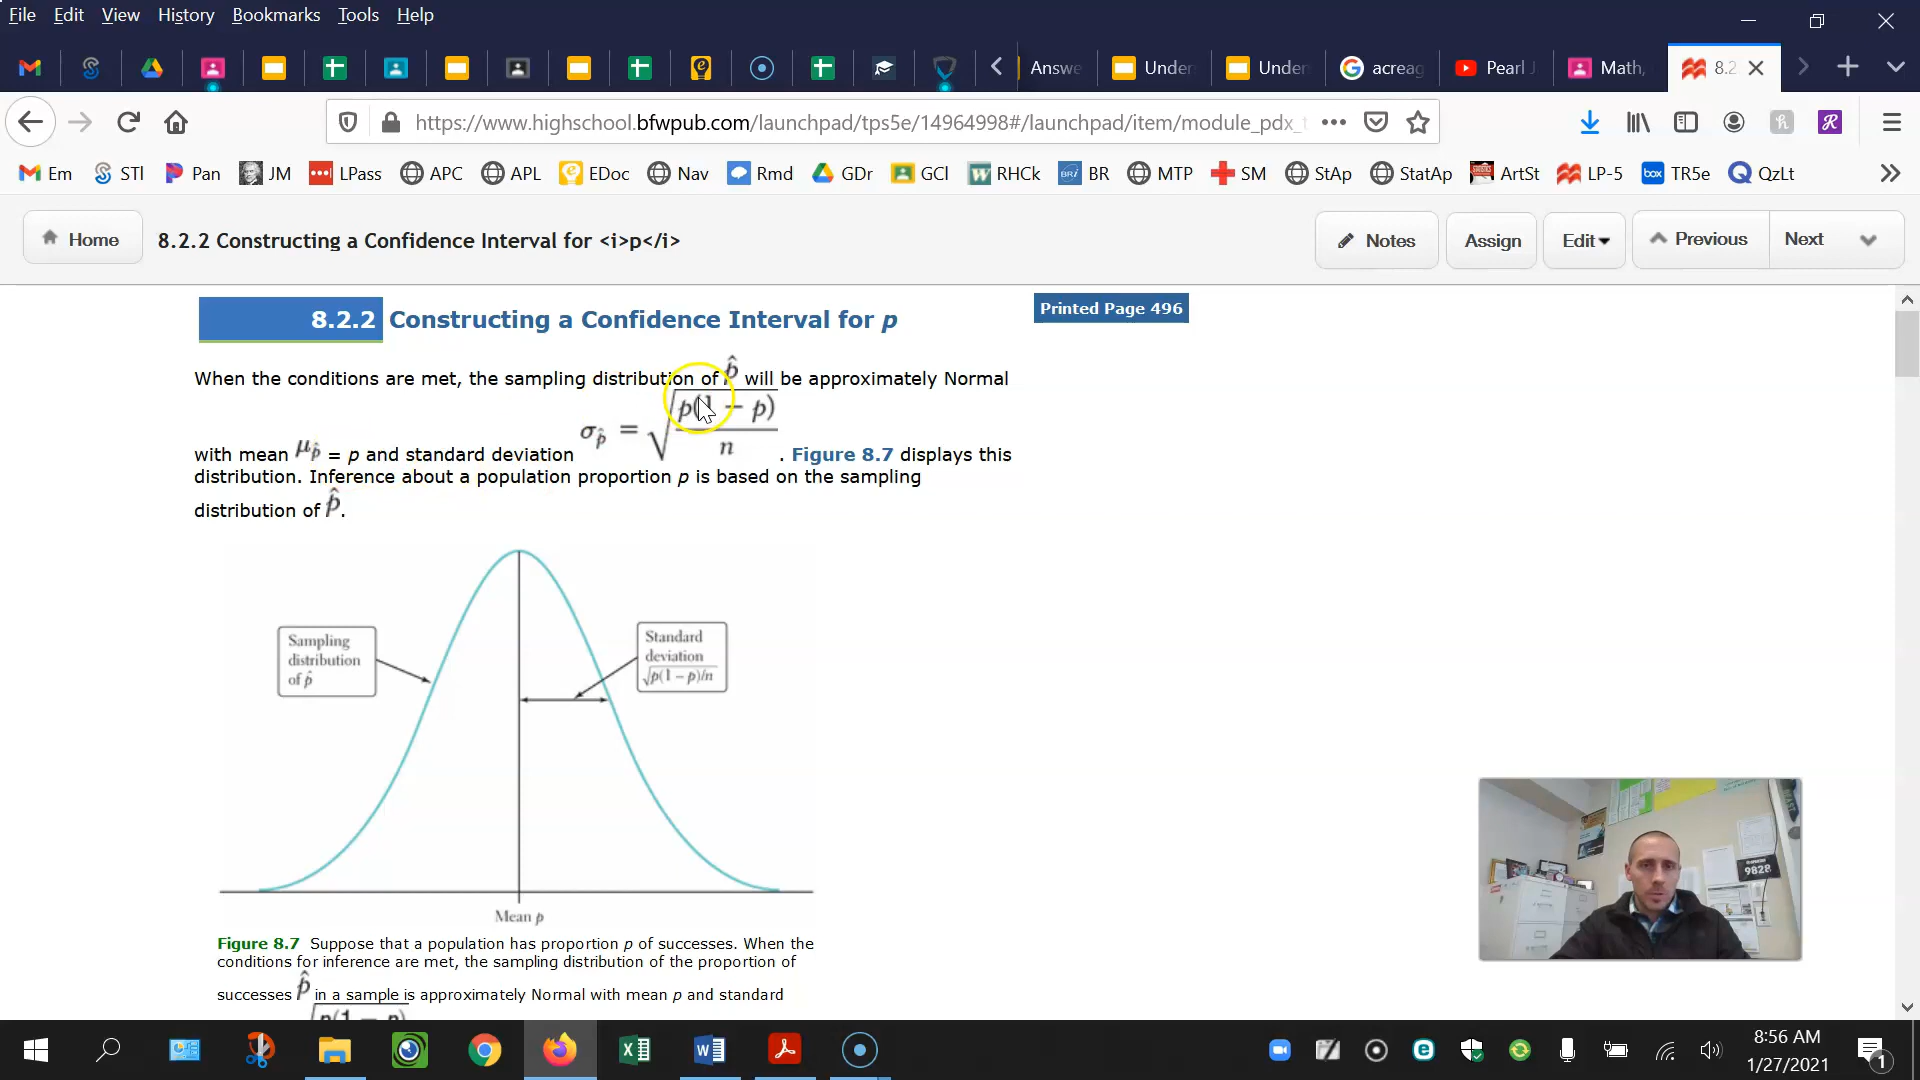 File Edit View History Bookmarks Tools Help
Answe Under Under acreag Pearl J Math, 8.2
https://www.highschool.bfwpub.com/launchpad/tps5e/14964998#/launchpad/item/module_pdx_t
Em STl Pan JM LPass APC APL EDoc Nav Rmd GDr GCl RHCk BR MTP SM StAp StatAp ArtSt LP-5 TR5e QzLt
Home 8.2.2 Constructing a Confidence Interval for <i>p</i> Notes Assign Edit Previous Next
8.2.2 Constructing a Confidence Interval for p
Printed Page 496
When the conditions are met, the sampling distribution of p̂ will be approximately Normal
with mean μp̂ = p and standard deviation σp̂ = √(p(1 − p)/n) . Figure 8.7 displays this
distribution. Inference about a population proportion p is based on the sampling
distribution of p̂.
Sampling
distribution
of p̂
Standard
deviation
√p(1 − p)/n
Mean p
Figure 8.7 Suppose that a population has proportion p of successes. When the
conditions for inference are met, the sampling distribution of the proportion of
successes p̂ in a sample is approximately Normal with mean p and standard
√p(1 − p)
9828
8:56 AM
1/27/2021
1